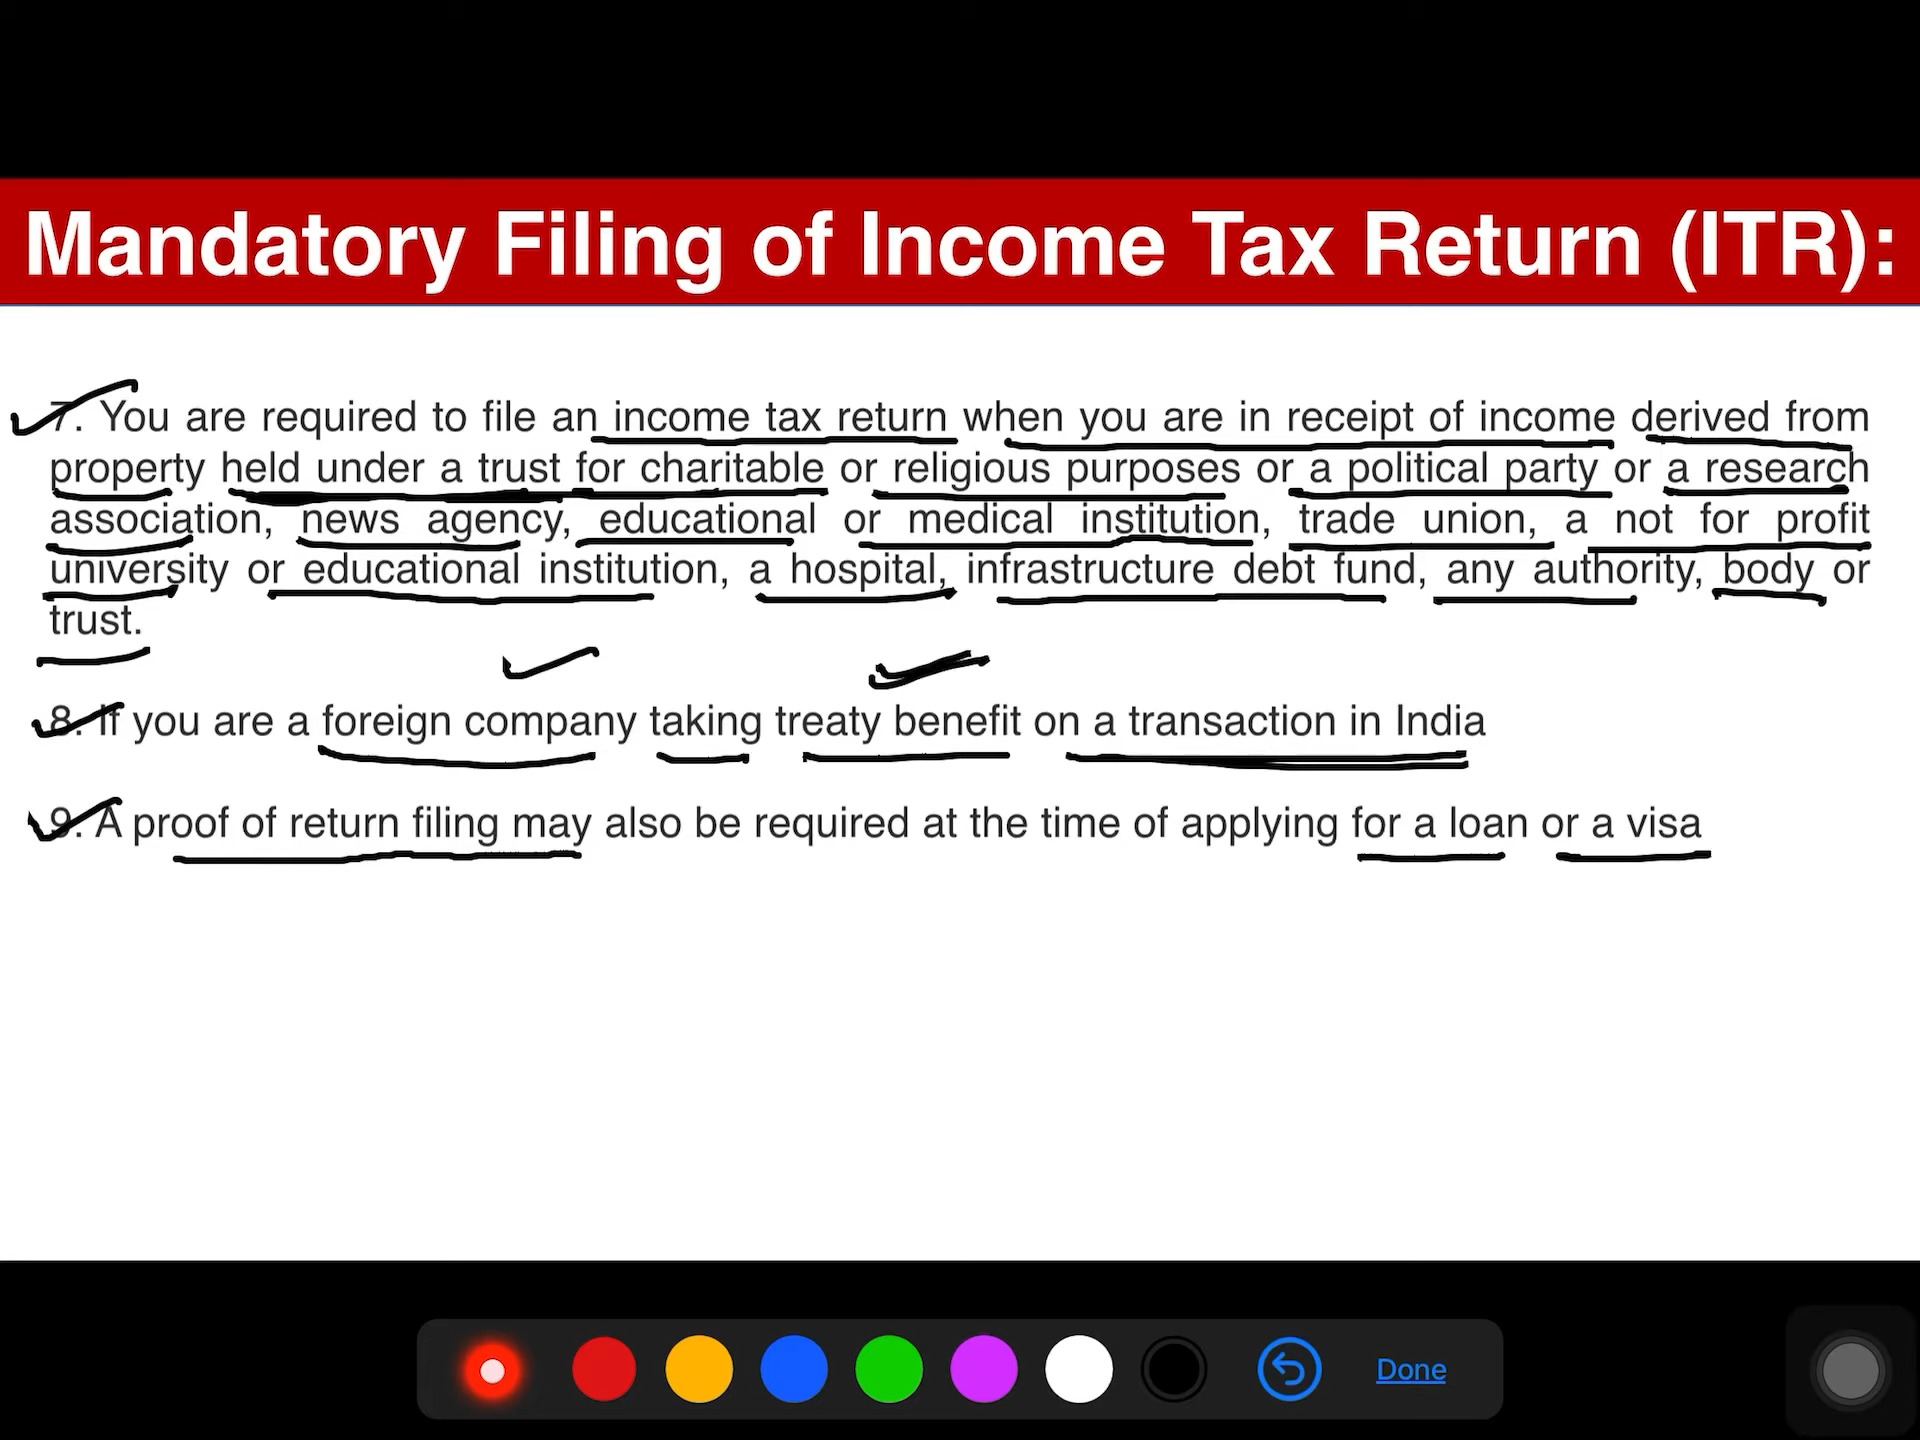 Mandatory Filing of Income Tax Return (ITR):
7. You are required to file an income tax return when you are in receipt of income derived from
property held under a trust for charitable or religious purposes or a political party or a research
association, news agency, educational or medical institution, trade union, a not for profit
university or educational institution, a hospital, infrastructure debt fund, any authority, body or
trust.
8. If you are a foreign company taking treaty benefit on a transaction in India
9. A proof of return filing may also be required at the time of applying for a loan or a visa
Done